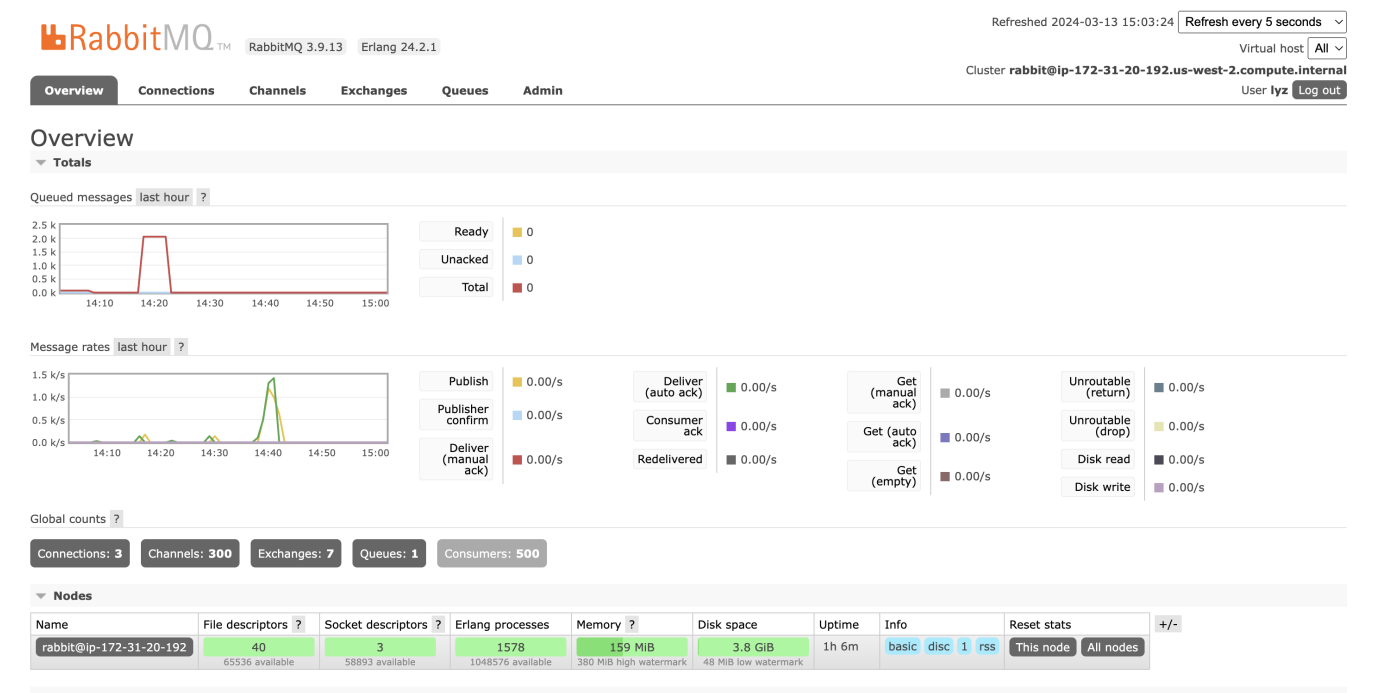 RabbitMQ TM RabbitMQ 3.9.13 Erlang 24.2.1
Refreshed 2024-03-13 15:03:24 Refresh every 5 seconds
Virtual host All
Cluster rabbit@ip-172-31-20-192.us-west-2.compute.internal
User lyz Log out
Overview Connections Channels Exchanges Queues Admin
Overview
Totals
Queued messages last hour ?
2.5 k
2.0 k
1.5 k
1.0 k
0.5 k
0.0 k
14:10 14:20 14:30 14:40 14:50 15:00
Ready 0
Unacked 0
Total 0
Message rates last hour ?
1.5 k/s
1.0 k/s
0.5 k/s
0.0 k/s
14:10 14:20 14:30 14:40 14:50 15:00
Publish 0.00/s
Publisher
confirm 0.00/s
Deliver
(manual
ack) 0.00/s
Deliver
(auto ack) 0.00/s
Consumer
ack 0.00/s
Redelivered 0.00/s
Get
(manual
ack) 0.00/s
Get (auto
ack) 0.00/s
Get
(empty) 0.00/s
Unroutable
(return) 0.00/s
Unroutable
(drop) 0.00/s
Disk read 0.00/s
Disk write 0.00/s
Global counts ?
Connections: 3 Channels: 300 Exchanges: 7 Queues: 1 Consumers: 500
Nodes
Name File descriptors ? Socket descriptors ? Erlang processes Memory ? Disk space Uptime Info Reset stats +/-
rabbit@ip-172-31-20-192 40 3 1578 159 MiB 3.8 GiB 1h 6m basic disc 1 rss This node All nodes
65536 available 58893 available 1048576 available 380 MiB high watermark 48 MiB low watermark